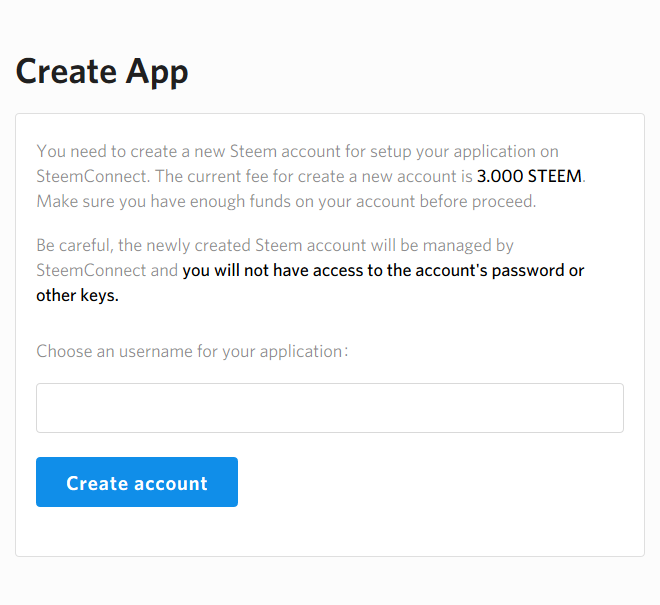 Create App
You need to create a new Steem account for setup your application on
SteemConnect. The current fee for create a new account is 3.000 STEEM.
Make sure you have enough funds on your account before proceed.
Be careful, the newly created Steem account will be managed by
SteemConnect and you will not have access to the account's password or
other keys.
Choose an username for your application:
Create account